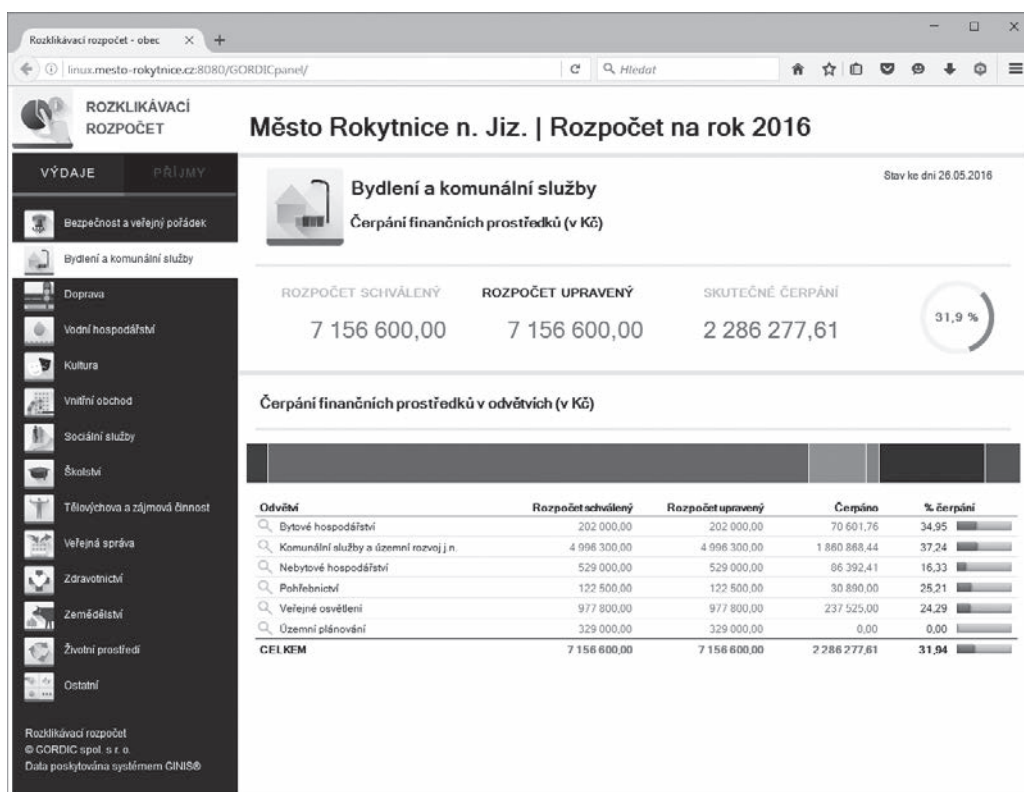 Rozklikávací rozpočet - obec
linux.mesto-rokytnice.cz:8080/GORDICpanel/
Hledat
ROZKLIKÁVACÍ
ROZPOČET
Město Rokytnice n. Jiz. | Rozpočet na rok 2016
VÝDAJE PŘÍJMY
Stav ke dni 26.05.2016
Bydlení a komunální služby
Čerpání finančních prostředků (v Kč)
Bezpečnost a veřejný pořádek
Bydlení a komunální služby
Doprava
Vodní hospodářství
Kultura
Vnitřní obchod
Sociální služby
Školství
Tělovýchova a zájmová činnost
Veřejná správa
Zdravotnictví
Zemědělství
Životní prostředí
Ostatní
Rozklikávací rozpočet
© GORDIC spol. s r. o.
Data poskytována systémem GINIS®
ROZPOČET SCHVÁLENÝ ROZPOČET UPRAVENÝ SKUTEČNÉ ČERPÁNÍ
7 156 600,00 7 156 600,00 2 286 277,61 31,9 %
Čerpání finančních prostředků v odvětvích (v Kč)
Odvětví Rozpočet schválený Rozpočet upravený Čerpáno % čerpání
Bytové hospodářství 202 000,00 202 000,00 70 601,76 34,95
Komunální služby a územní rozvoj j.n. 4 996 300,00 4 996 300,00 1 860 868,44 37,24
Nebytové hospodářství 529 000,00 529 000,00 86 392,41 16,33
Pohřebnictví 122 500,00 122 500,00 30 890,00 25,21
Veřejné osvětlení 977 800,00 977 800,00 237 525,00 24,29
Územní plánování 329 000,00 329 000,00 0,00 0,00
CELKEM 7 156 600,00 7 156 600,00 2 286 277,61 31,94